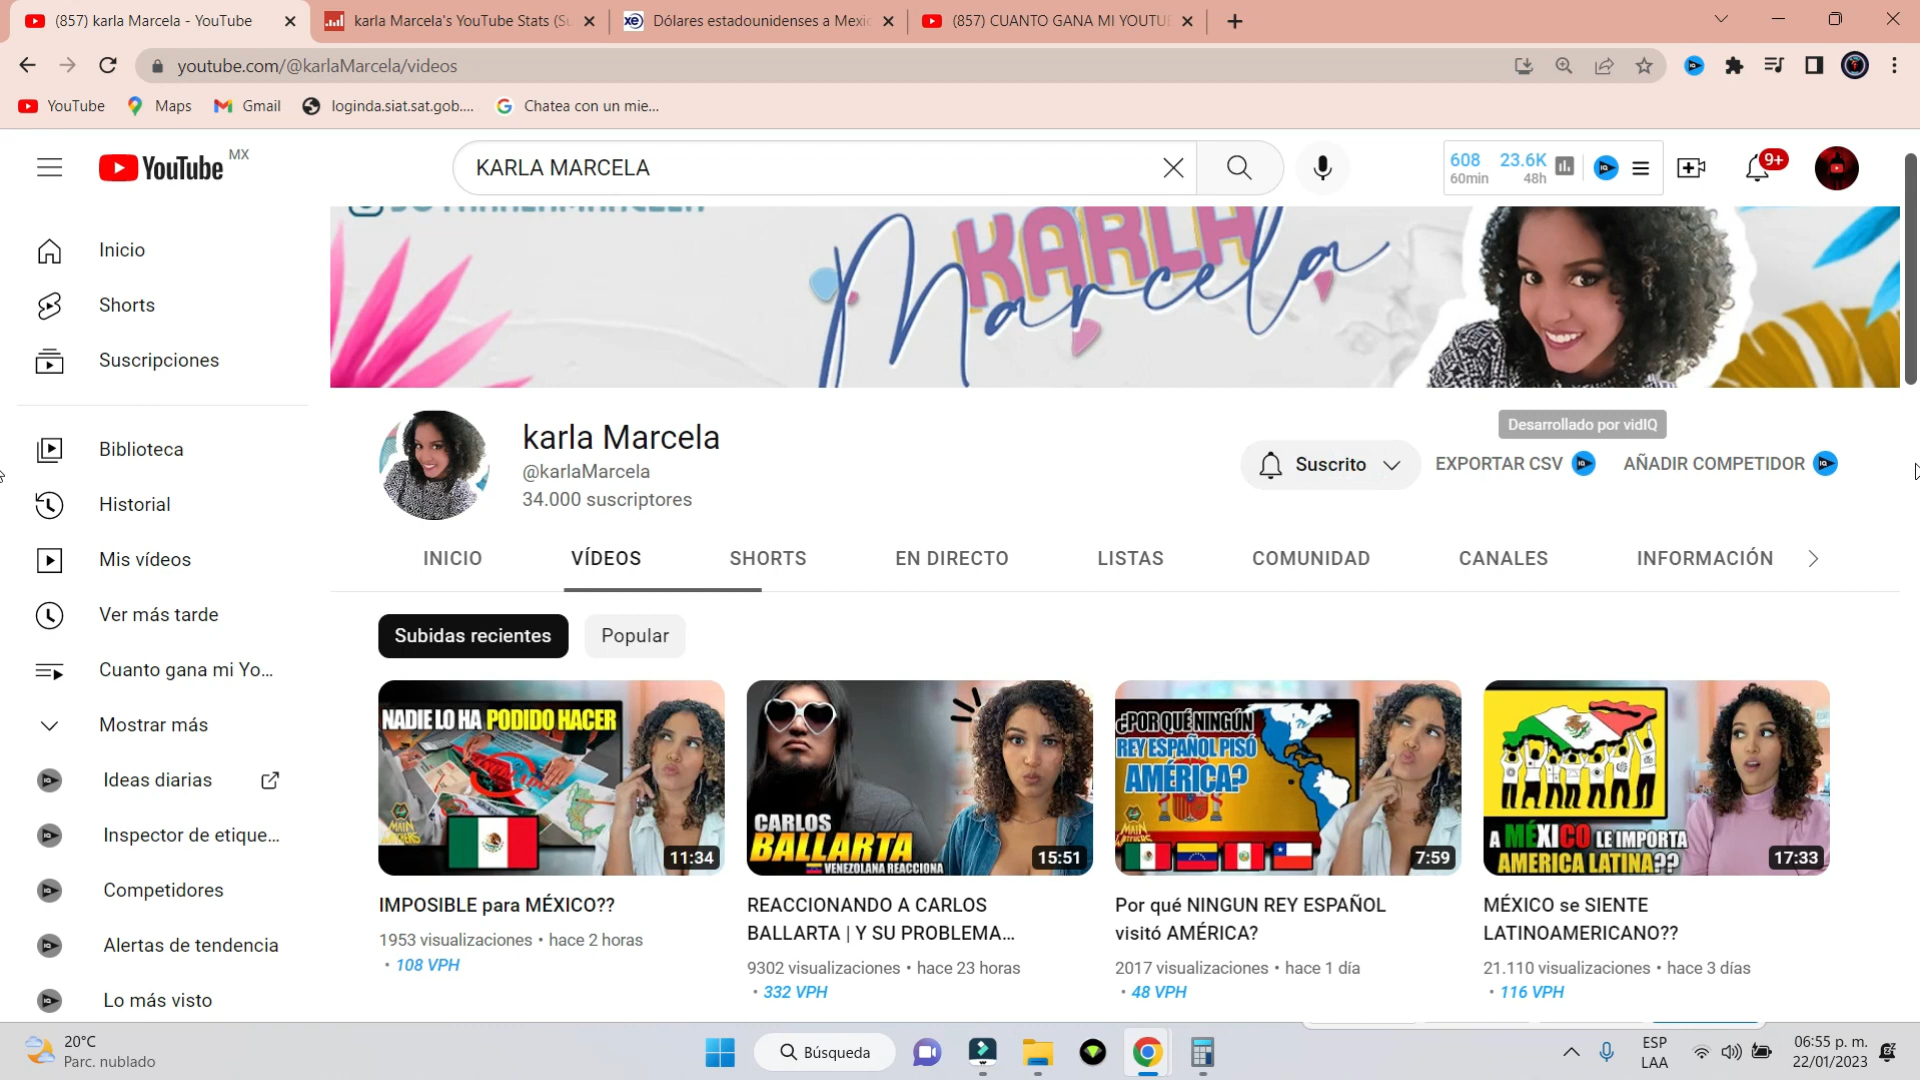 (857) karla Marcela - YouTube
karla Marcela's YouTube Stats (Su
Dólares estadounidenses a Mexic
(857) CUANTO GANA MI YOUTU
youtube.com/@karlaMarcela/videos
YouTube
Maps
Gmail
loginda.siat.sat.gob....
Chatea con un mie...
YouTube MX
KARLA MARCELA
608 23.6K
60min 48h
9+
Inicio
Shorts
Suscripciones
Biblioteca
Historial
Mis vídeos
Ver más tarde
Cuanto gana mi Yo...
Mostrar más
Ideas diarias
Inspector de etique...
Competidores
Alertas de tendencia
Lo más visto
KARLA
Marcela
karla Marcela
@karlaMarcela
34.000 suscriptores
Suscrito
Desarrollado por vidIQ
EXPORTAR CSV
AÑADIR COMPETIDOR
INICIO
VÍDEOS
SHORTS
EN DIRECTO
LISTAS
COMUNIDAD
CANALES
INFORMACIÓN
Subidas recientes
Popular
NADIE LO HA PODIDO HACER
11:34
IMPOSIBLE para MÉXICO??
1953 visualizaciones • hace 2 horas
• 108 VPH
CARLOS
BALLARTA
VENEZOLANA REACCIONA
15:51
REACCIONANDO A CARLOS
BALLARTA | Y SU PROBLEMA...
9302 visualizaciones • hace 23 horas
• 332 VPH
¿POR QUÉ NINGÚN
REY ESPAÑOL PISÓ
AMÉRICA?
7:59
Por qué NINGUN REY ESPAÑOL
visitó AMÉRICA?
2017 visualizaciones • hace 1 día
• 48 VPH
A MÉXICO LE IMPORTA
AMERICA LATINA??
17:33
MÉXICO se SIENTE
LATINOAMERICANO??
21.110 visualizaciones • hace 3 días
• 116 VPH
20°C
Parc. nublado
Búsqueda
ESP
LAA
06:55 p. m.
22/01/2023